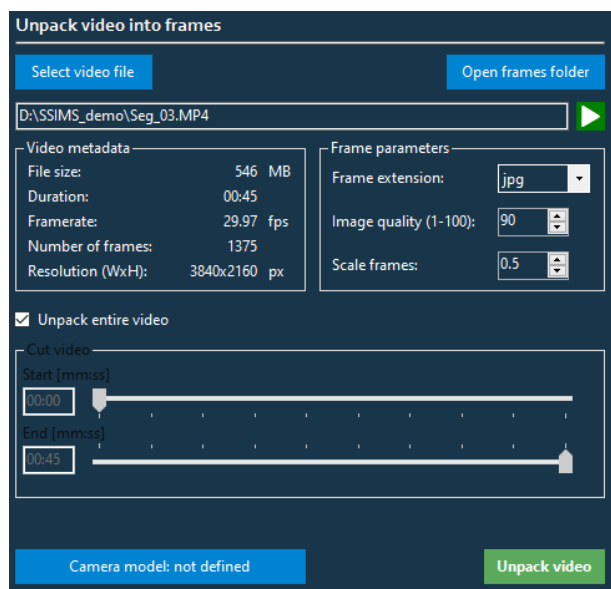 Unpack video into frames
Select video file
Open frames folder
D:\SSIMS_demo\Seg_03.MP4
Video metadata
File size: 546 MB
Duration: 00:45
Framerate: 29.97 fps
Number of frames: 1375
Resolution (WxH): 3840x2160 px
Frame parameters
Frame extension: jpg
Image quality (1-100): 90
Scale frames: 0.5
Unpack entire video
Cut video
Start [mm:ss]
00:00
End [mm:ss]
00:45
Camera model: not defined
Unpack video